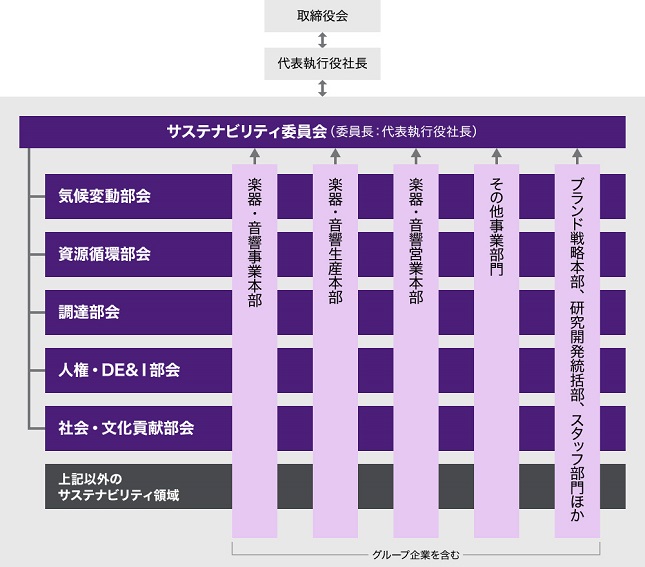 取締役会
代表執行役社長
サステナビリティ委員会（委員長：代表執行役社長）
気候変動部会
資源循環部会
調達部会
人権・DE&I部会
社会・文化貢献部会
上記以外の
サステナビリティ領域
楽器・音響事業本部
楽器・音響生産本部
楽器・音響営業本部
その他事業部門
ブランド戦略本部、研究開発統括部、スタッフ部門ほか
グループ企業を含む